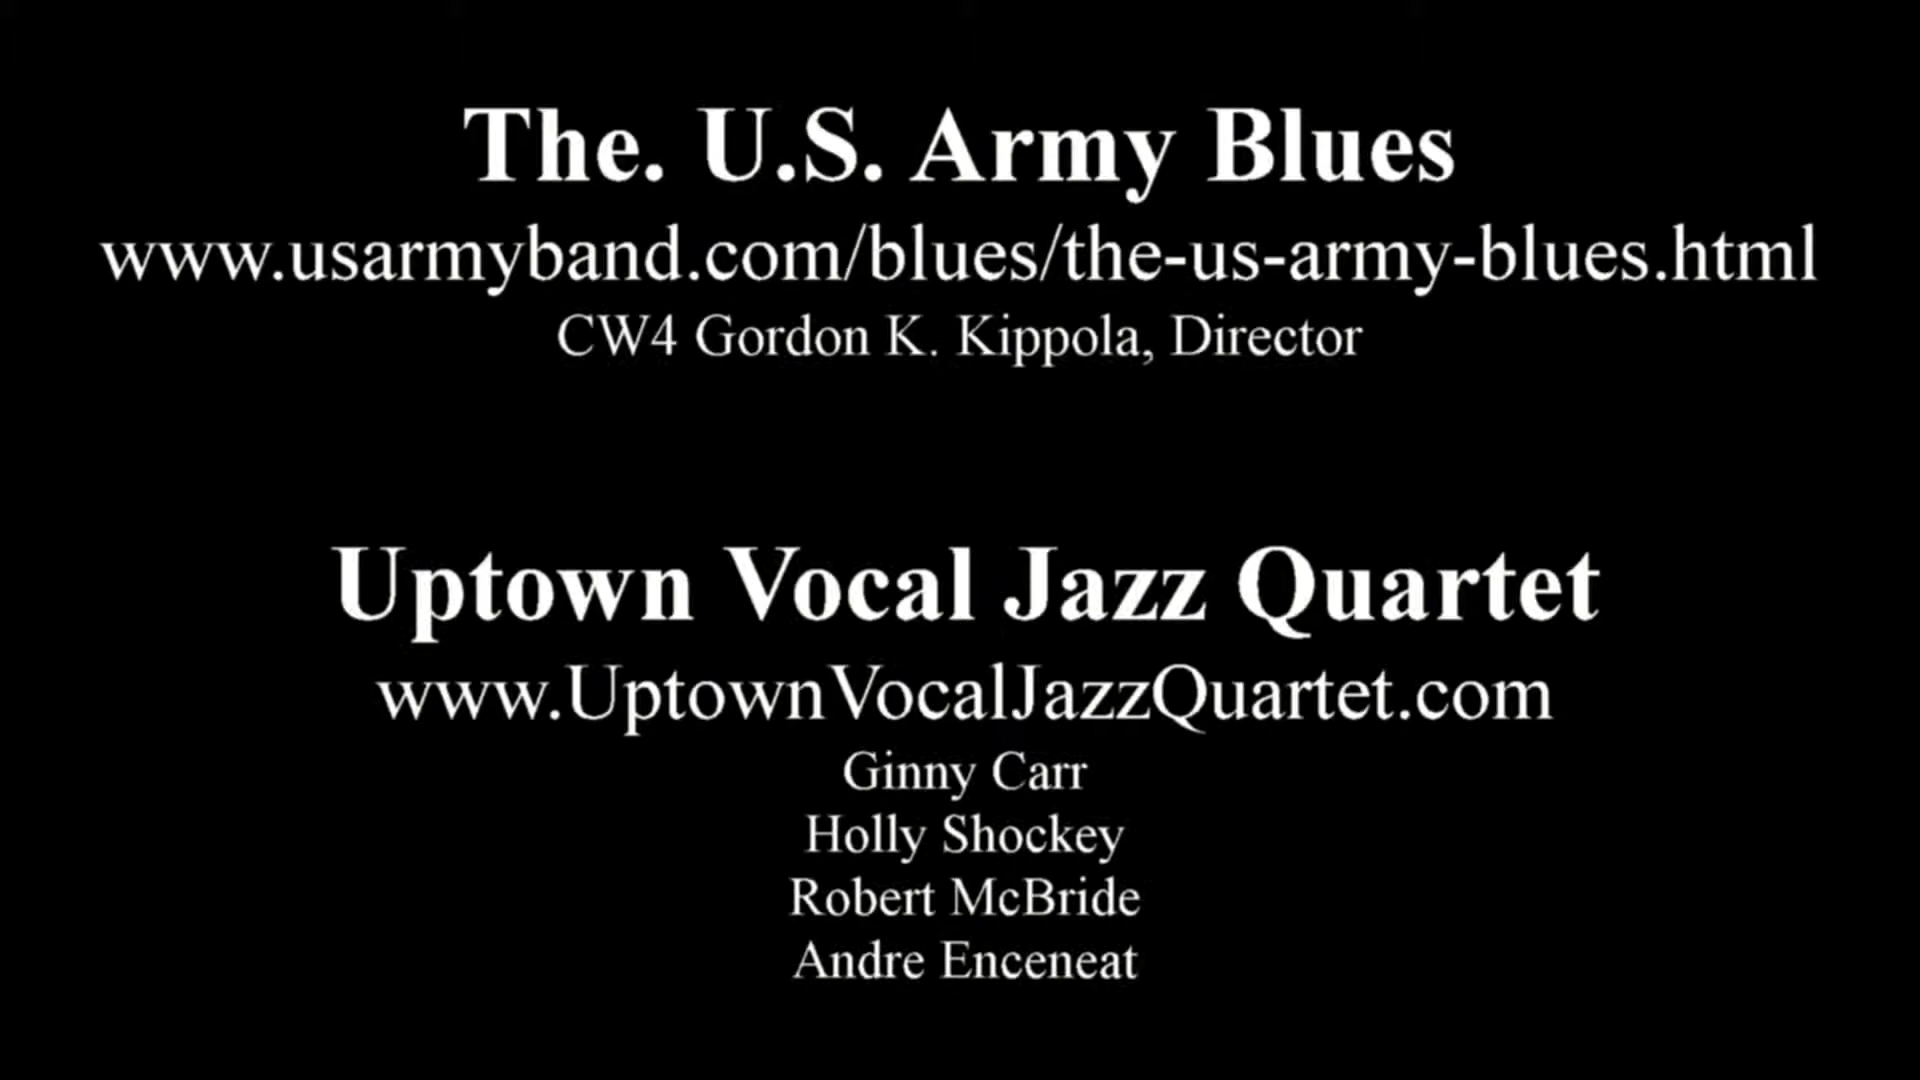 The. U.S. Army Blues
www.usarmyband.com/blues/the-us-army-blues.html
CW4 Gordon K. Kippola, Director
Uptown Vocal Jazz Quartet
www.UptownVocalJazzQuartet.com
Ginny Carr
Holly Shockey
Robert McBride
Andre Enceneat